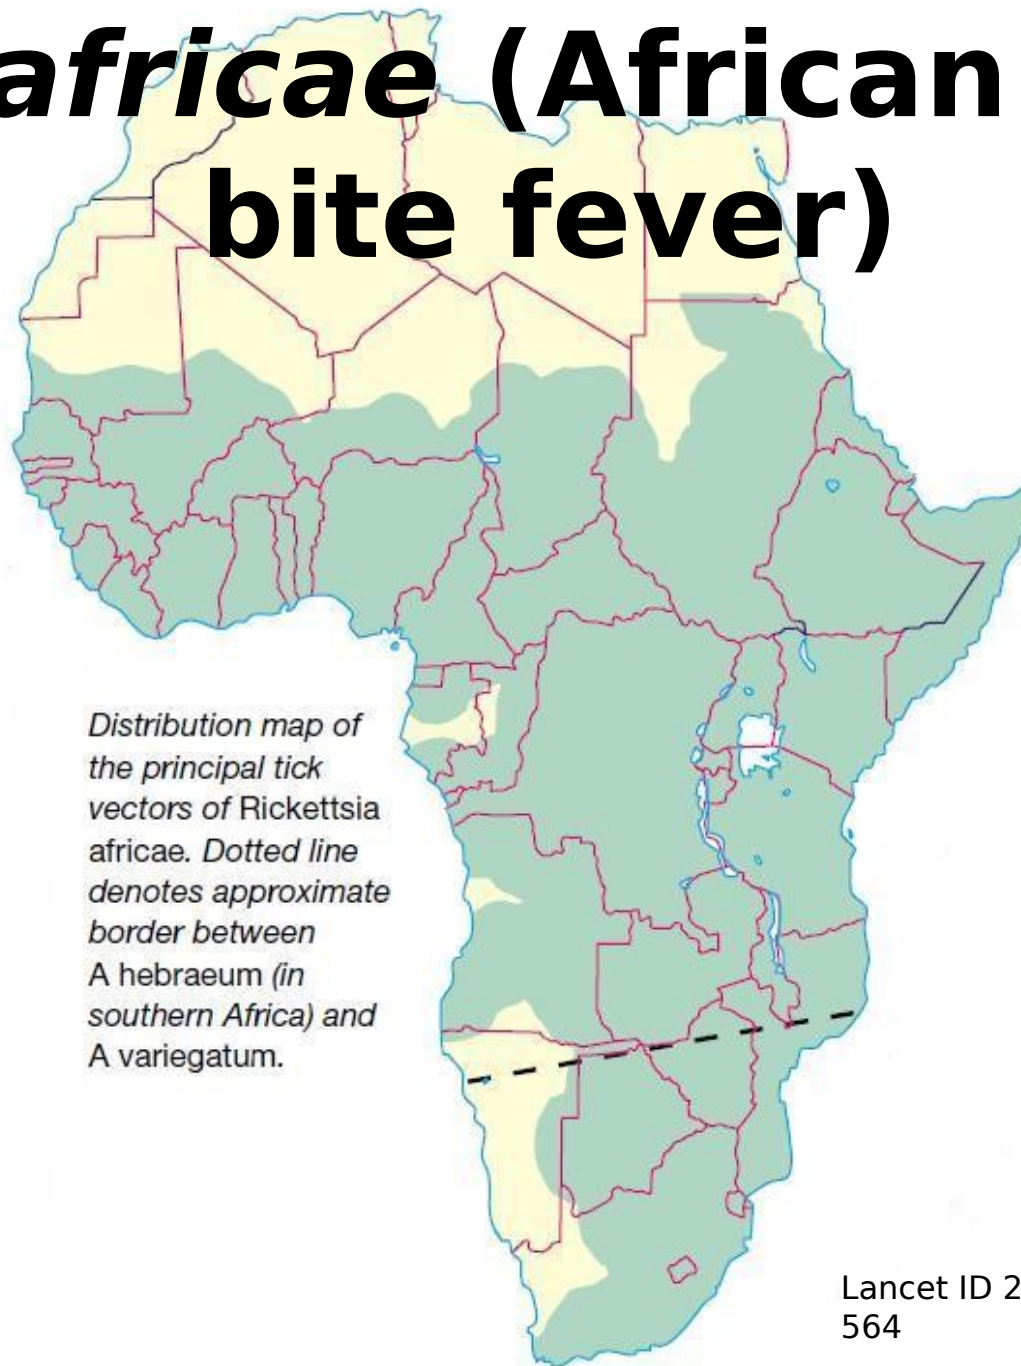 africae (African
bite fever)
Distribution map of
the principal tick
vectors of Rickettsia
africae. Dotted line
denotes approximate
border between
A hebraeum (in
southern Africa) and
A variegatum.
Lancet ID 2
564